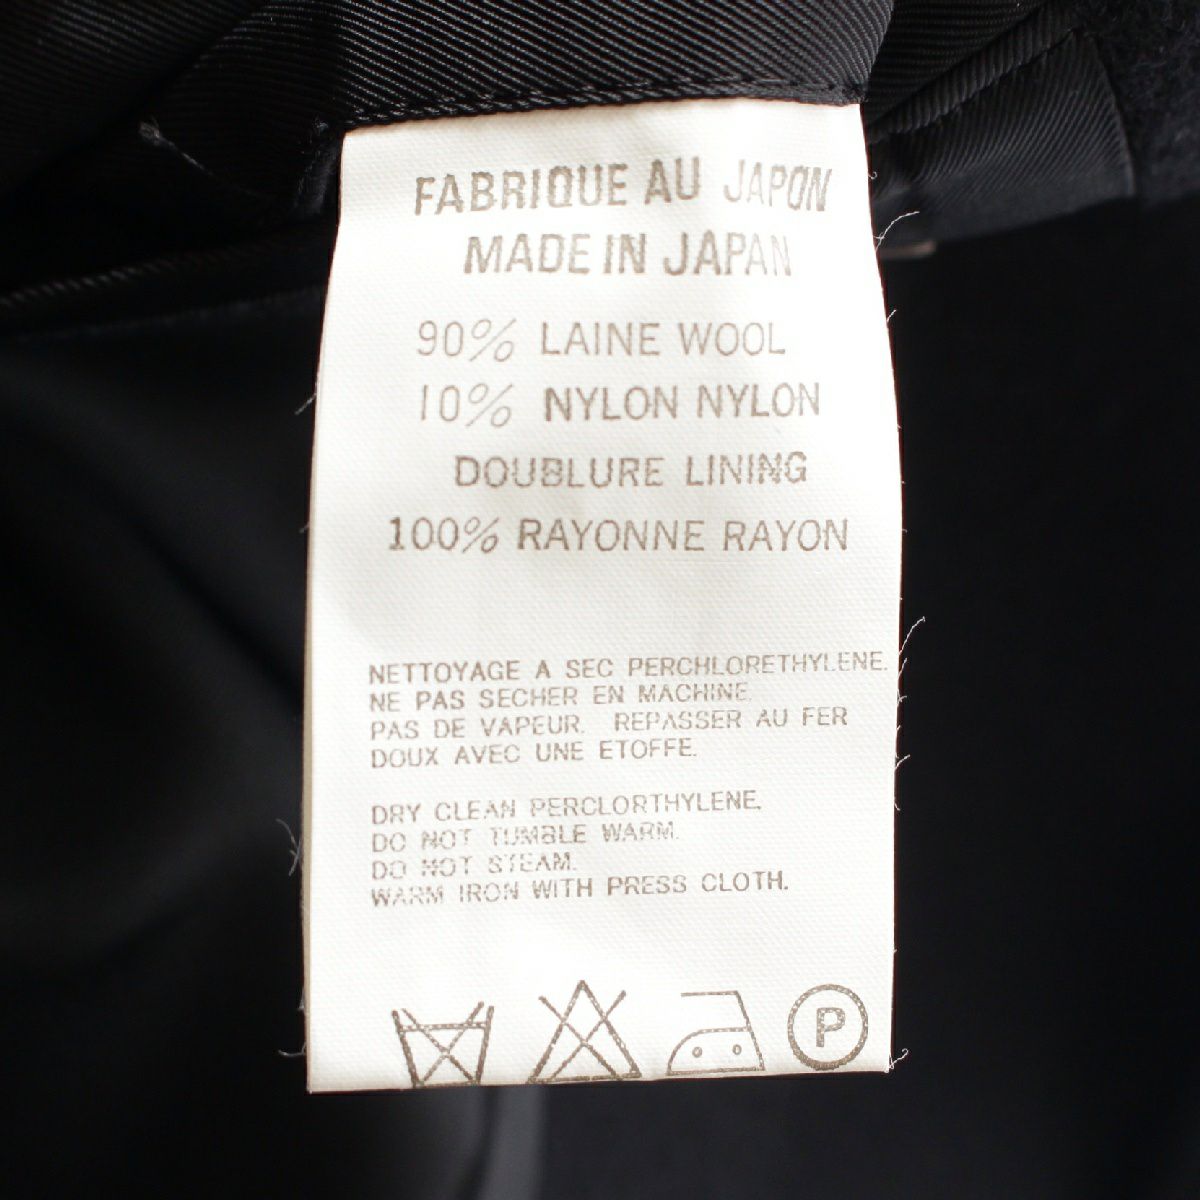 FABRIQUE AU JAPON
MADE IN JAPAN
90% LAINE WOOL
10% NYLON NYLON
DOUBLURE LINING
100% RAYONNE RAYON
NETTOYAGE A SEC PERCHLORETHYLENE.
NE PAS SECHER EN MACHINE.
PAS DE VAPEUR. REPASSER AU FER
DOUX AVEC UNE ETOFFE.
DRY CLEAN PERCLORTHYLENE.
DO NOT TUMBLE WARM.
DO NOT STEAM.
WARM IRON WITH PRESS CLOTH.
P